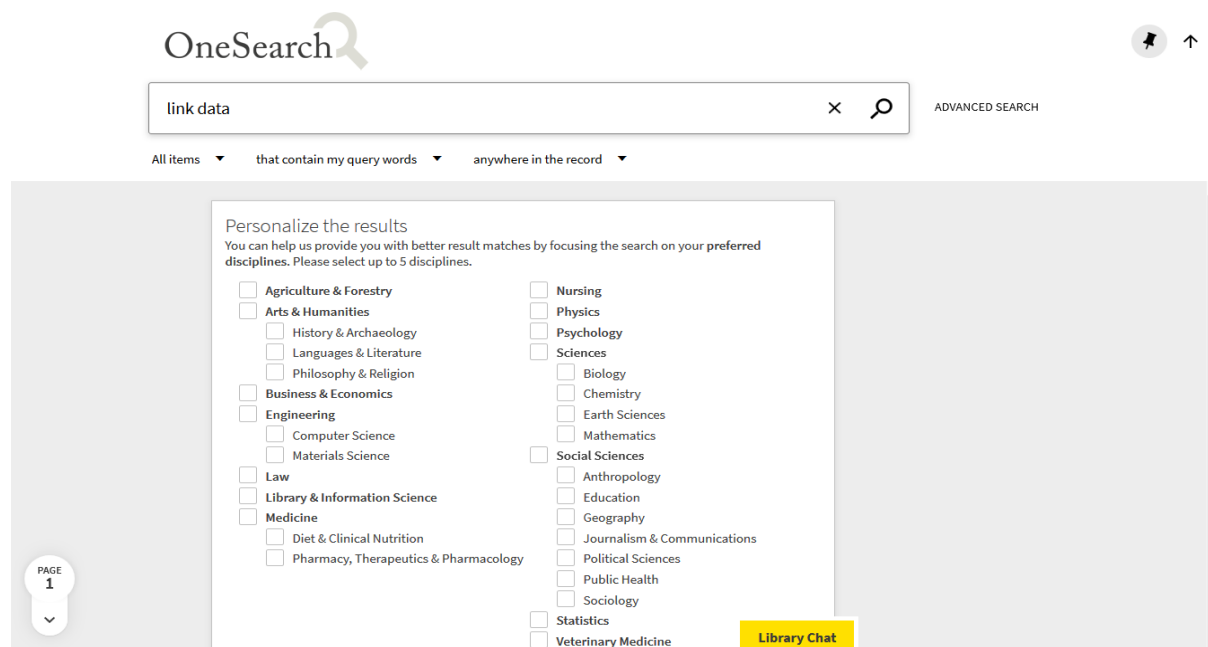 OneSearch
link data
ADVANCED SEARCH
All items that contain my query words anywhere in the record
Personalize the results
You can help us provide you with better result matches by focusing the search on your preferred
disciplines. Please select up to 5 disciplines.
Agriculture & Forestry
Arts & Humanities
History & Archaeology
Languages & Literature
Philosophy & Religion
Business & Economics
Engineering
Computer Science
Materials Science
Law
Library & Information Science
Medicine
Diet & Clinical Nutrition
Pharmacy, Therapeutics & Pharmacology
Nursing
Physics
Psychology
Sciences
Biology
Chemistry
Earth Sciences
Mathematics
Social Sciences
Anthropology
Education
Geography
Journalism & Communications
Political Sciences
Public Health
Sociology
Statistics
Veterinary Medicine
PAGE
1
Library Chat